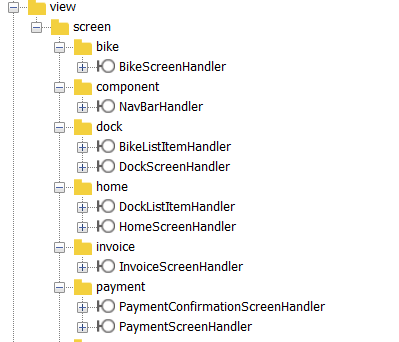 view
screen
bike
BikeScreenHandler
component
NavBarHandler
dock
BikeListItemHandler
DockScreenHandler
home
DockListItemHandler
HomeScreenHandler
invoice
InvoiceScreenHandler
payment
PaymentConfirmationScreenHandler
PaymentScreenHandler